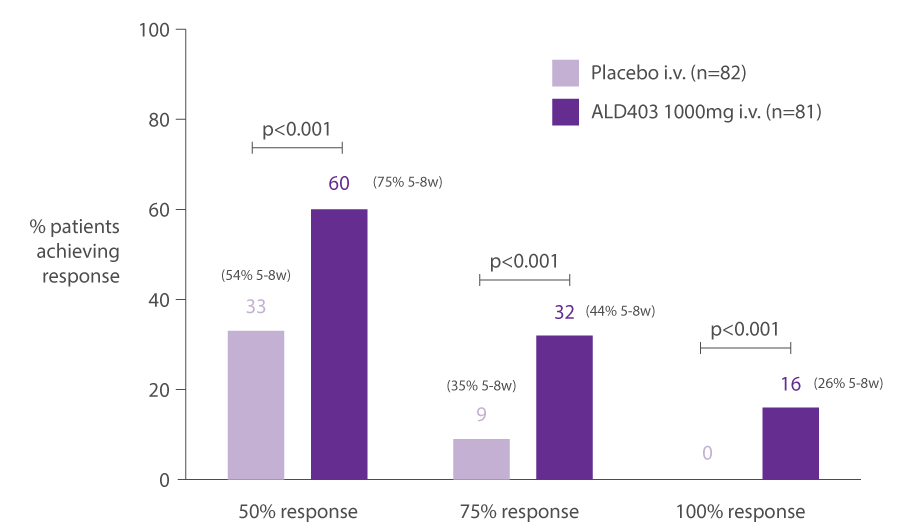 100
80
60
40
20
0
% patients
achieving
response
Placebo i.v. (n=82)
ALD403 1000mg i.v. (n=81)
p<0.001
60 (75% 5-8w)
(54% 5-8w)
33
p<0.001
32 (44% 5-8w)
(35% 5-8w)
9
p<0.001
16 (26% 5-8w)
0
50% response
75% response
100% response